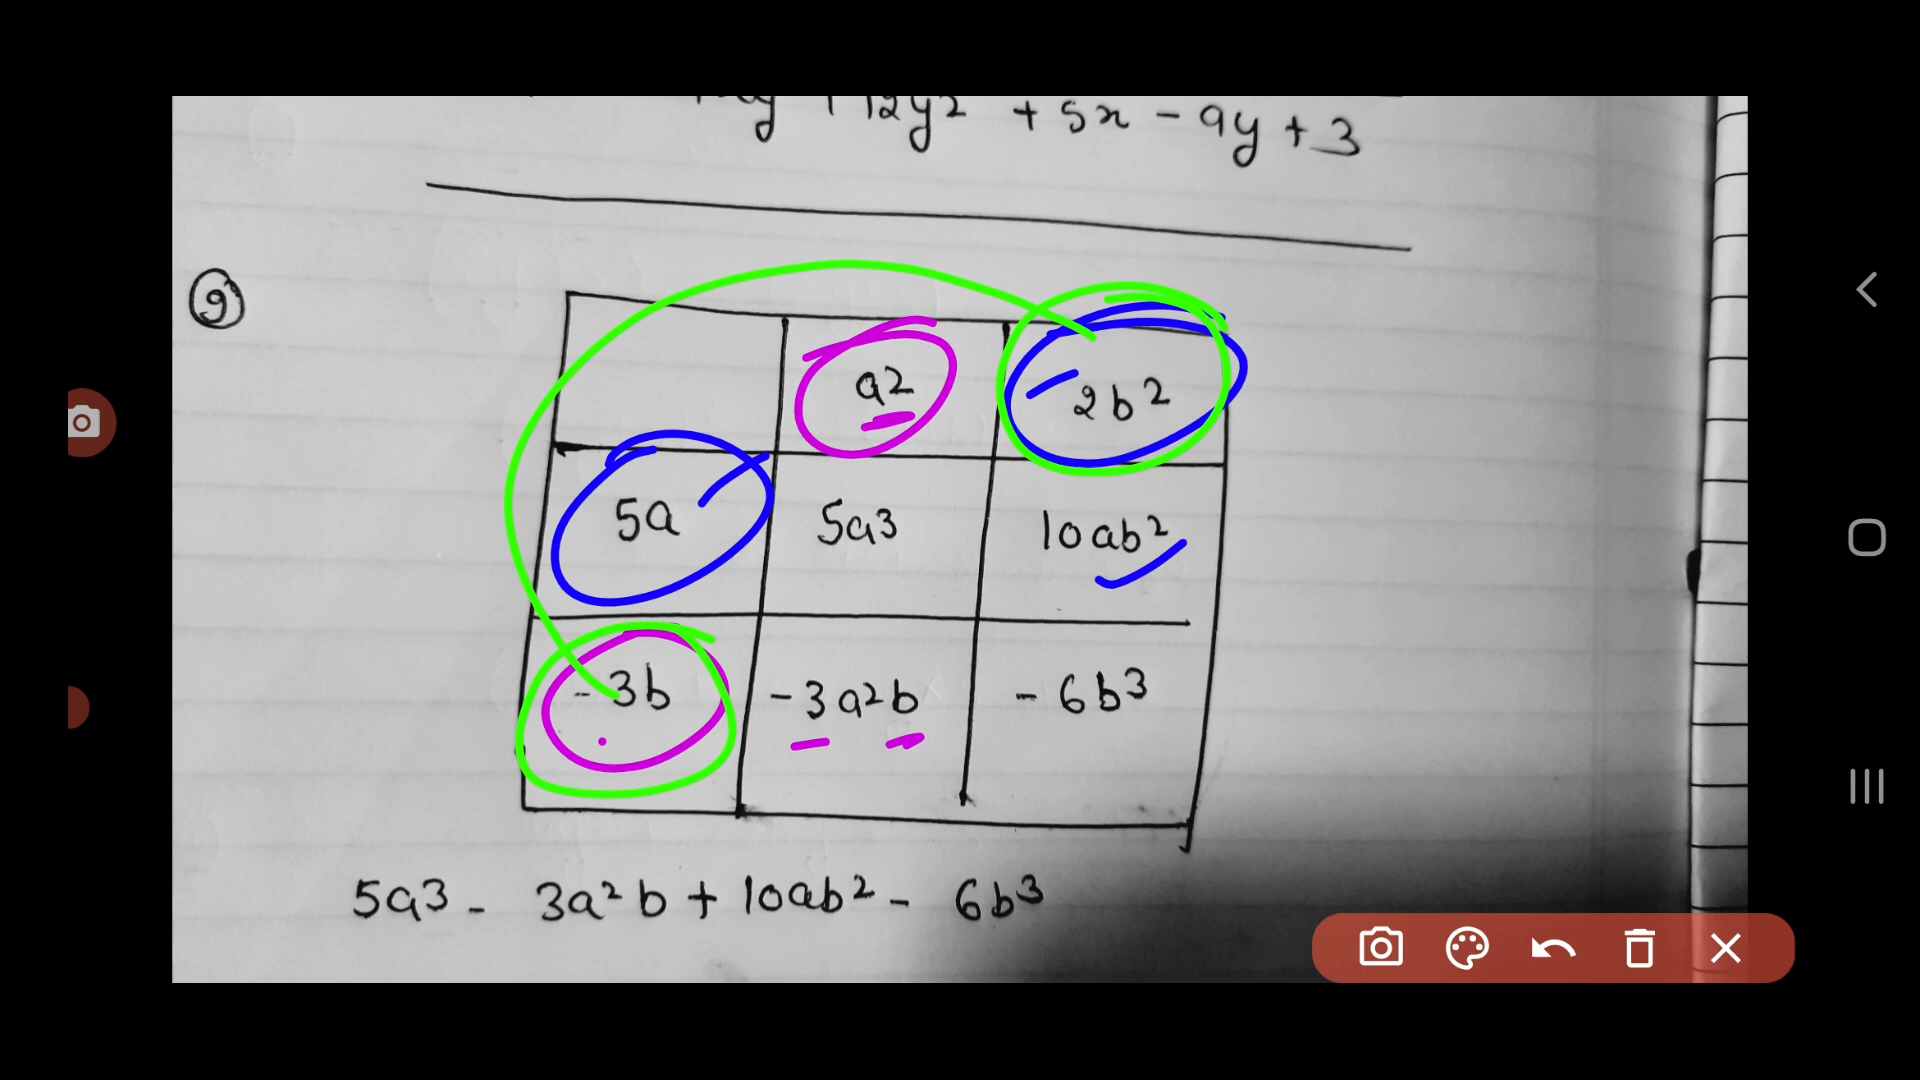 12y2 + 5x - 9y + 3
9
a2 2b2
5a 5a3 10ab2
-3b -3a2b -6b3
5a3 - 3a2b + 10ab2 - 6b3